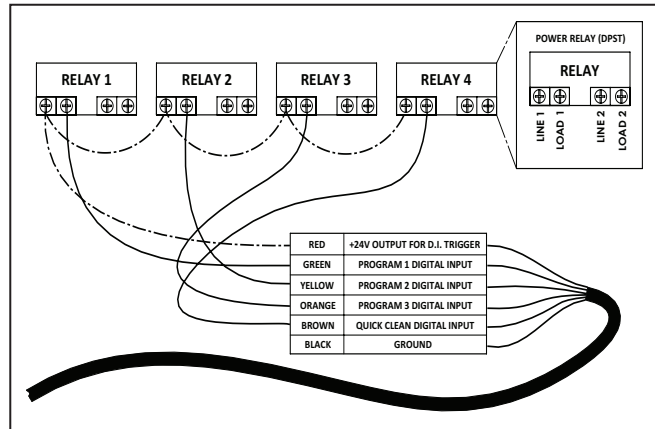 POWER RELAY (DPST)
RELAY 1
RELAY 2
RELAY 3
RELAY 4
RELAY
LINE 1
LOAD 1
LINE 2
LOAD 2
RED +24V OUTPUT FOR D.I. TRIGGER
GREEN PROGRAM 1 DIGITAL INPUT
YELLOW PROGRAM 2 DIGITAL INPUT
ORANGE PROGRAM 3 DIGITAL INPUT
BROWN QUICK CLEAN DIGITAL INPUT
BLACK GROUND